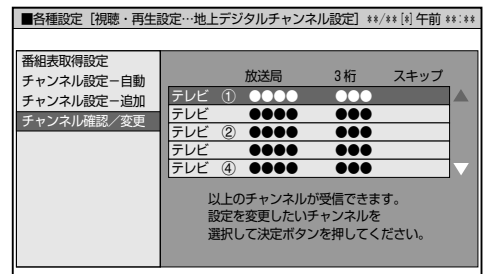 ■各種設定［視聴・再生設定…地上デジタルチャンネル設定］ **/**[*]午前 **:**
番組表取得設定
チャンネル設定－自動
チャンネル設定－追加
チャンネル確認／変更
放送局 3桁 スキップ
テレビ ① ●●●● ●●●
テレビ ●●●● ●●●
テレビ ② ●●●● ●●●
テレビ ●●●● ●●●
テレビ ④ ●●●● ●●●
以上のチャンネルが受信できます。
設定を変更したいチャンネルを
選択して決定ボタンを押してください。